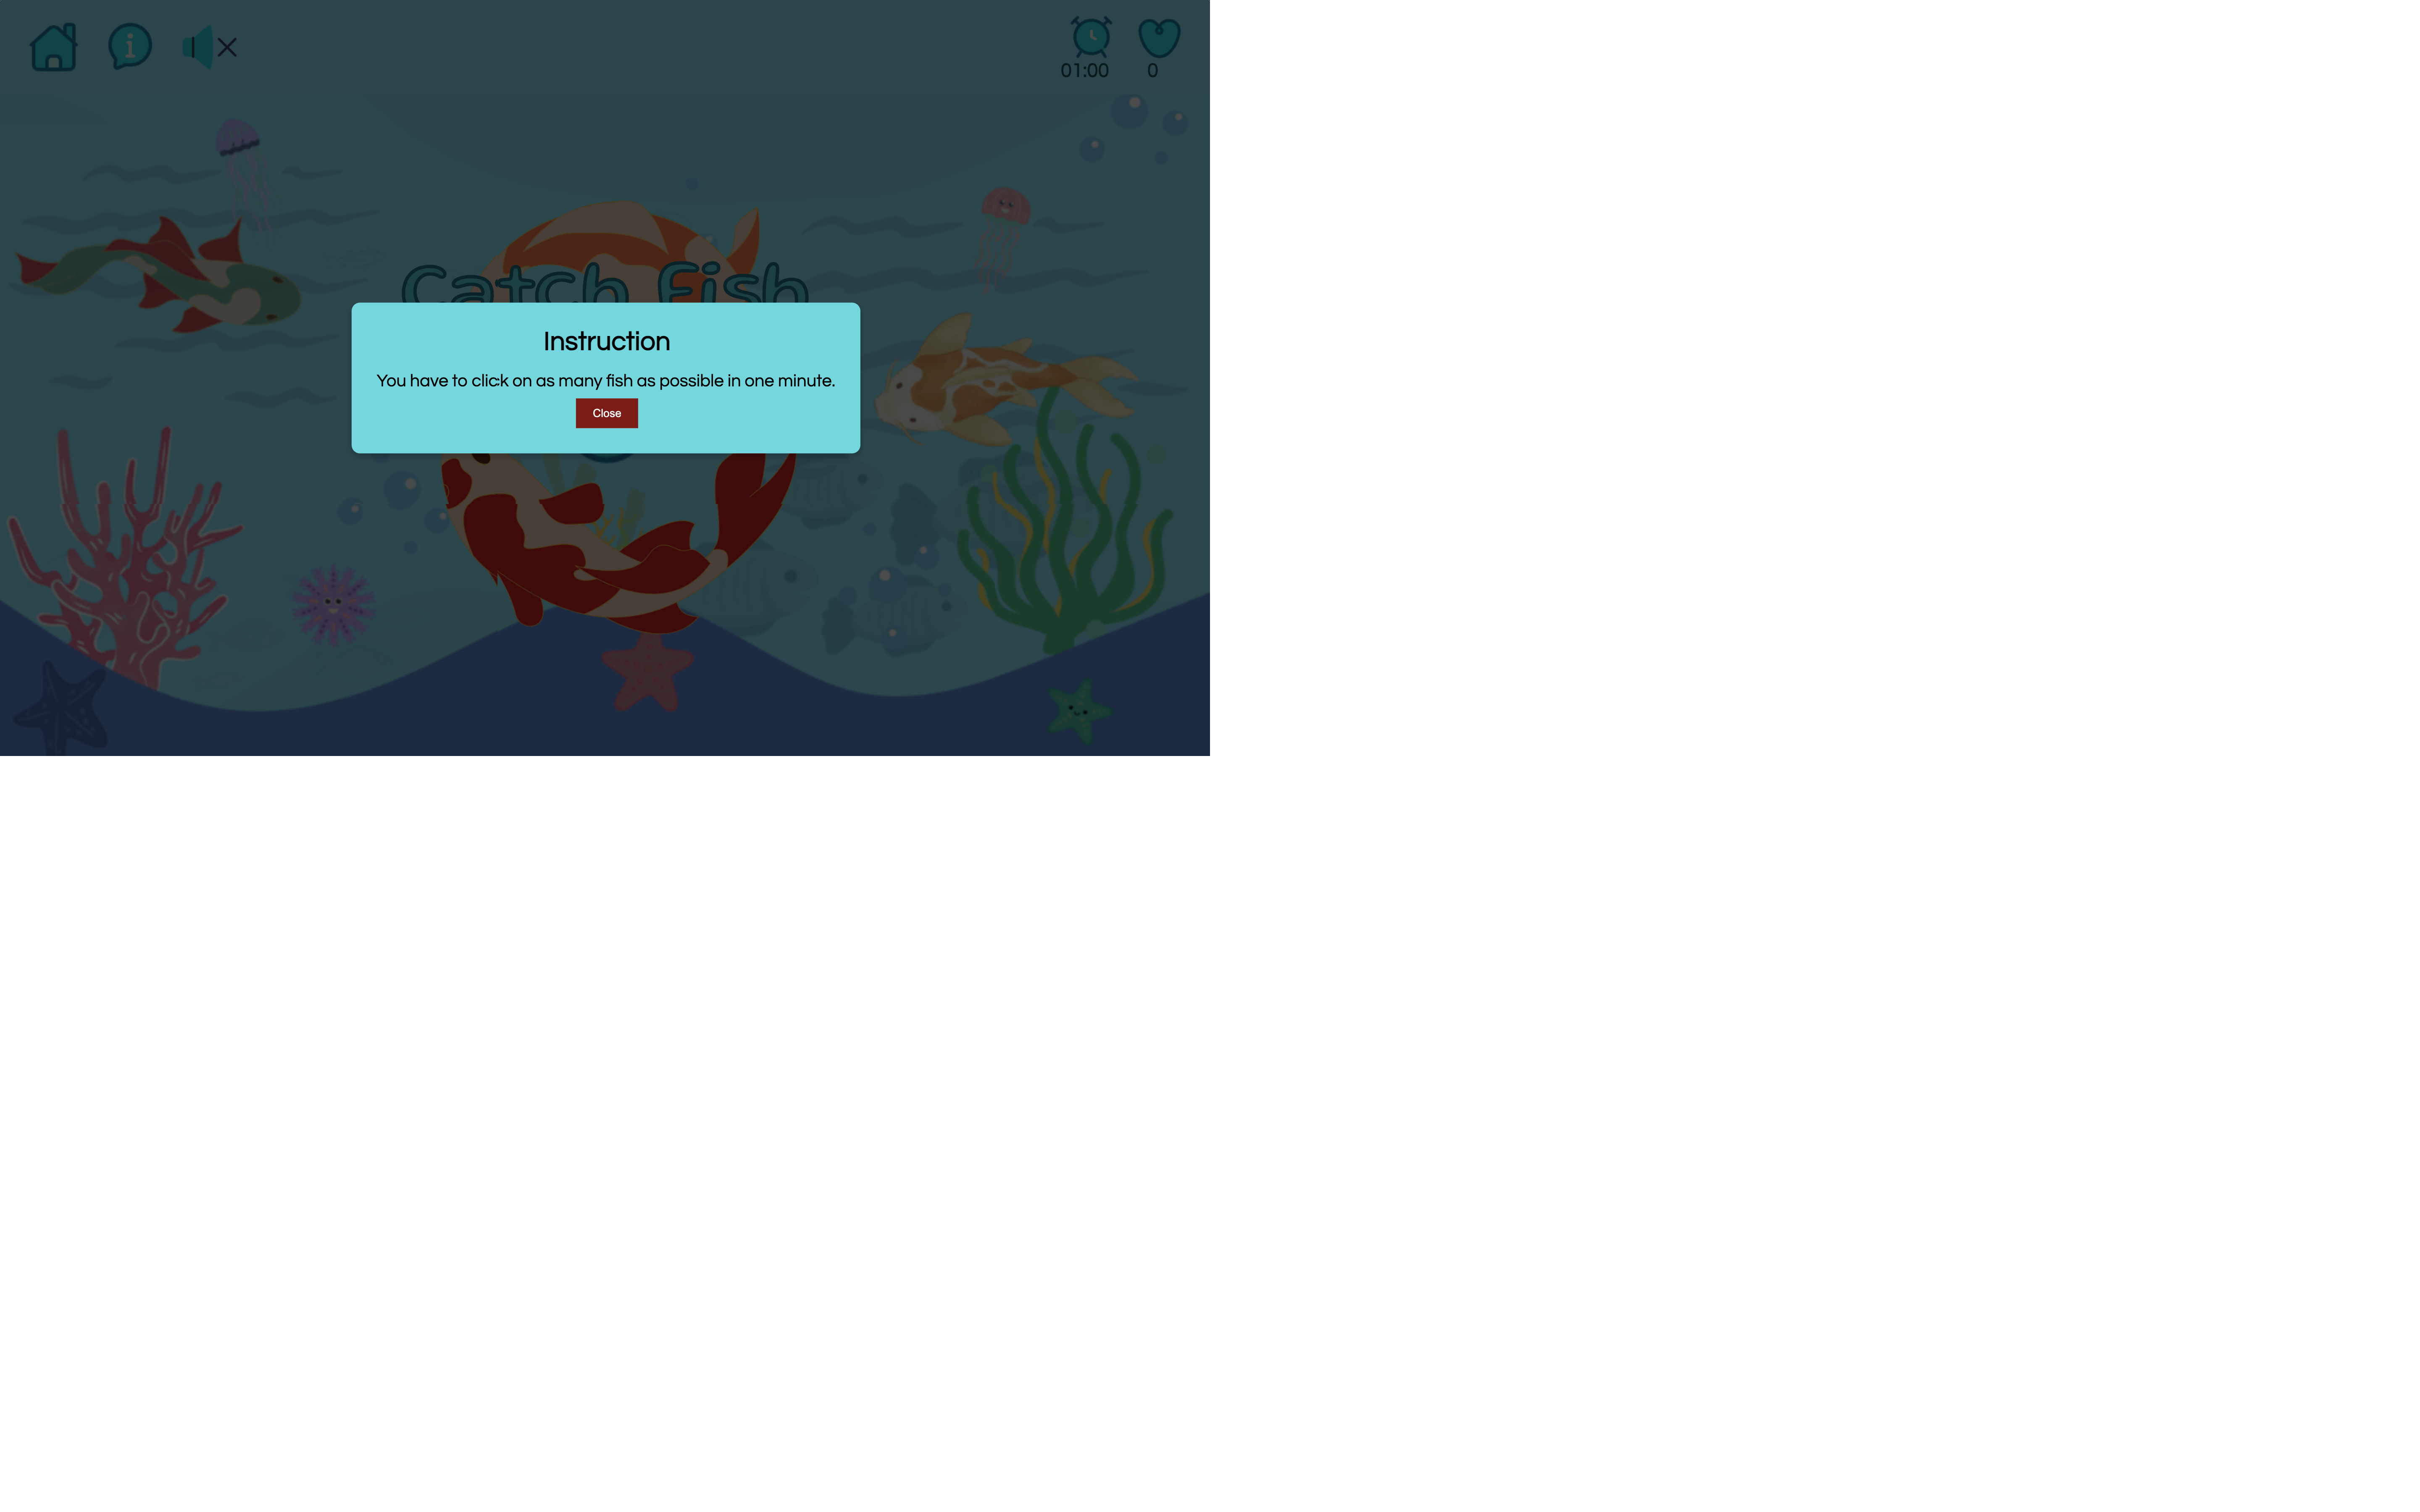 01:00
0
Catch Fish
Instruction
You have to click on as many fish as possible in one minute.
Close